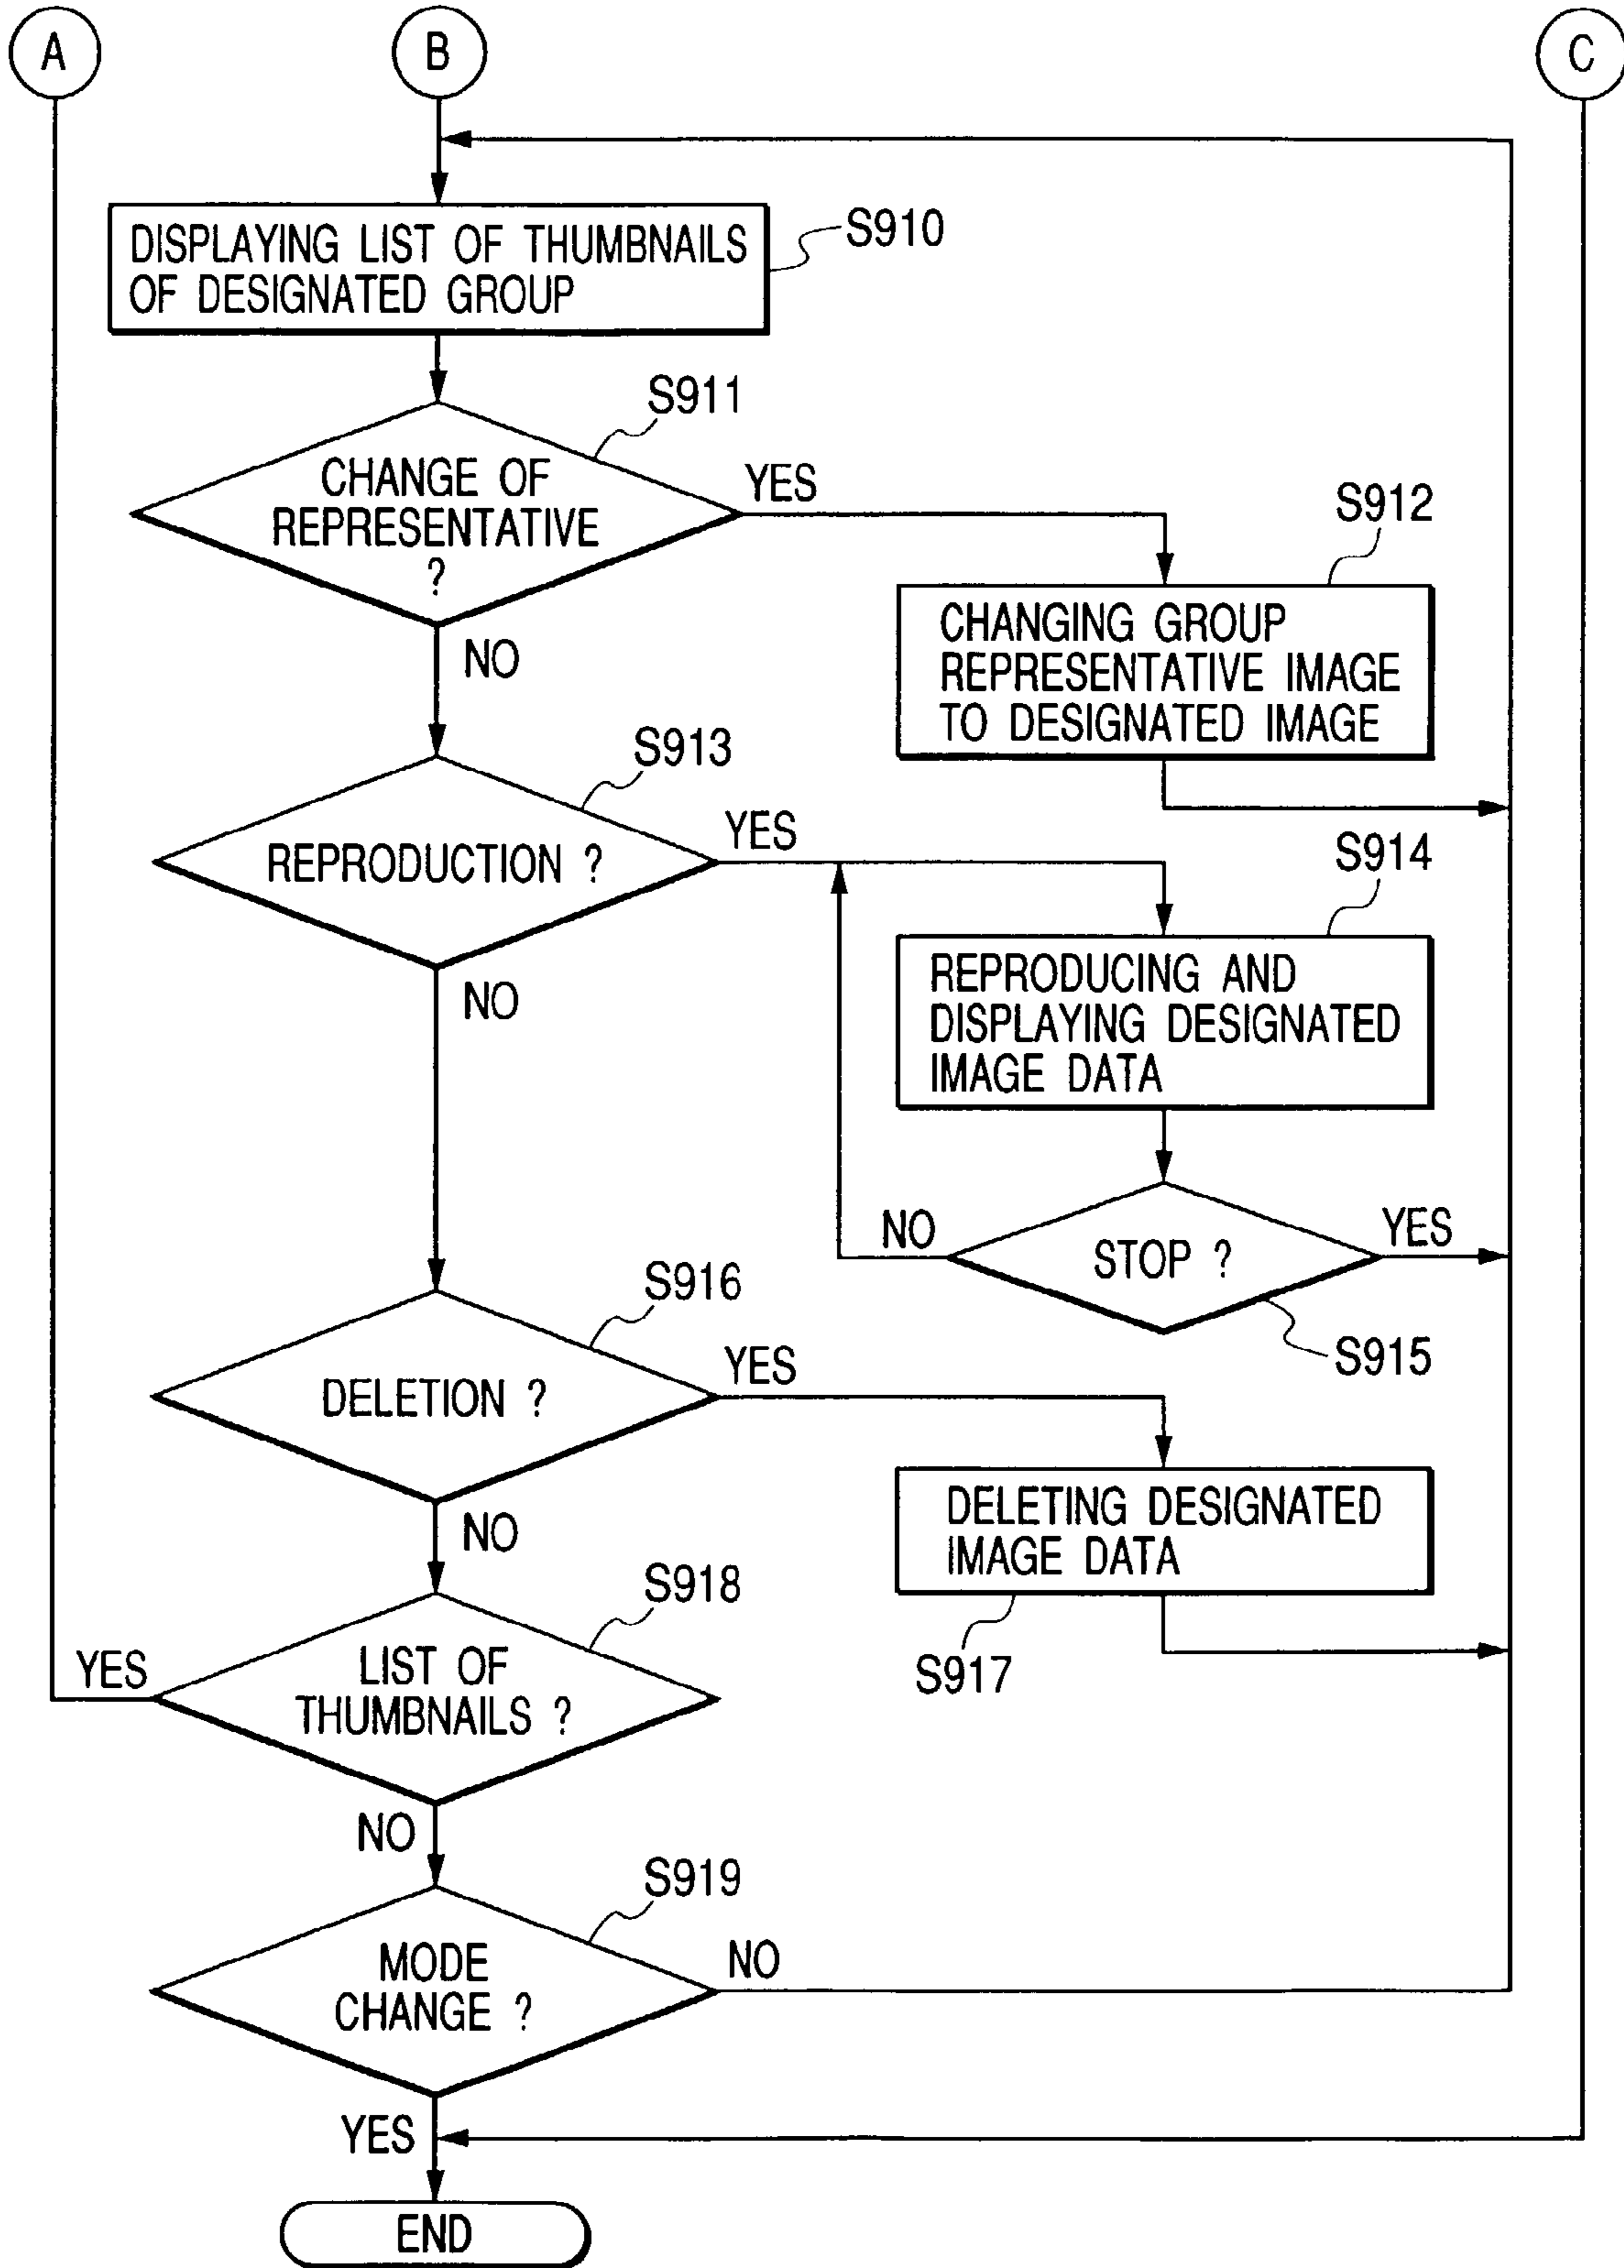 A
B
C
DISPLAYING LIST OF THUMBNAILS
OF DESIGNATED GROUP
S910
S911
CHANGE OF
REPRESENTATIVE
?
YES
NO
S912
CHANGING GROUP
REPRESENTATIVE IMAGE
TO DESIGNATED IMAGE
S913
REPRODUCTION ?
YES
NO
S914
REPRODUCING AND
DISPLAYING DESIGNATED
IMAGE DATA
NO
STOP ?
YES
S915
S916
DELETION ?
YES
NO
DELETING DESIGNATED
IMAGE DATA
S917
S918
YES
LIST OF
THUMBNAILS ?
NO
S919
MODE
CHANGE ?
NO
YES
END